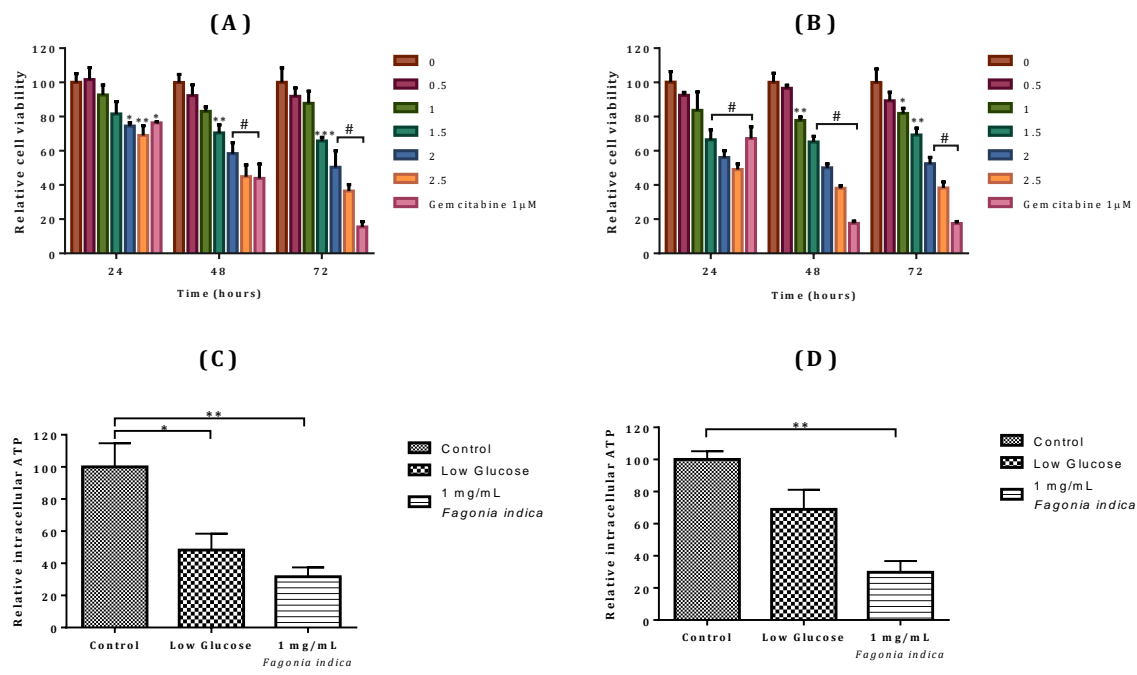 (A)
Relative cell viability
120
100
80
60
40
20
0
* ** *
**
#
***
#
24
48
72
Time (hours)
0
0.5
1
1.5
2
2.5
Gemcitabine 1µM
(B)
Relative cell viability
120
100
80
60
40
20
0
#
**
#
*
**
#
24
48
72
Time (hours)
0
0.5
1
1.5
2
2.5
Gemcitabine 1µM
(C)
Relative intracellular ATP
120
100
80
60
40
20
0
**
*
Control
Low Glucose
1 mg/mL
Fagonia indica
Control
Low Glucose
1 mg/mL
Fagonia indica
(D)
Relative intracellular ATP
120
100
80
60
40
20
0
**
Control
Low Glucose
1 mg/mL
Fagonia indica
Control
Low Glucose
1 mg/mL
Fagonia indica